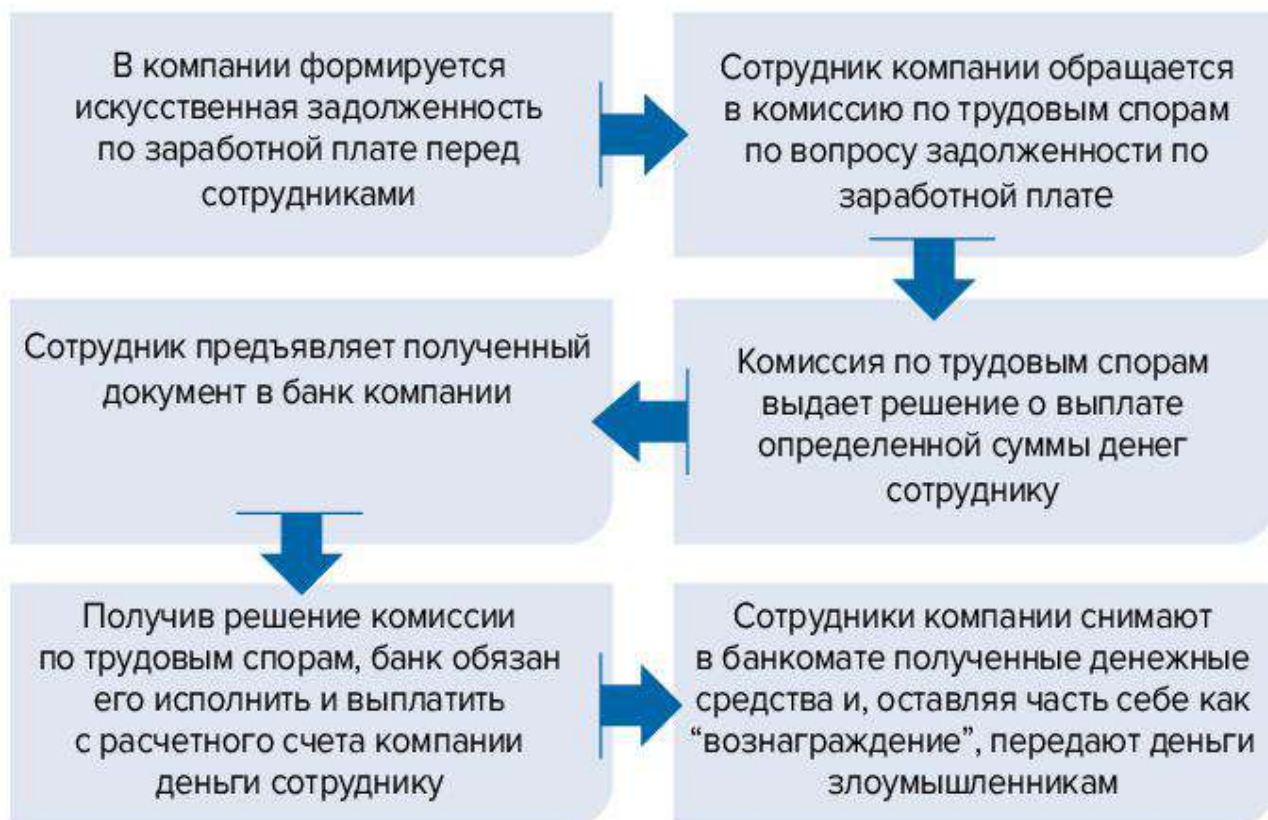 В компании формируется
искусственная задолженность
по заработной плате перед
сотрудниками
Сотрудник компании обращается
в комиссию по трудовым спорам
по вопросу задолженности по
заработной плате
Комиссия по трудовым спорам
выдает решение о выплате
определенной суммы денег
сотруднику
Сотрудник предъявляет полученный
документ в банк компании
Получив решение комиссии
по трудовым спорам, банк обязан
его исполнить и выплатить
с расчетного счета компании
деньги сотруднику
Сотрудники компании снимают
в банкомате полученные денежные
средства и, оставляя часть себе как
“вознаграждение”, передают деньги
злоумышленникам